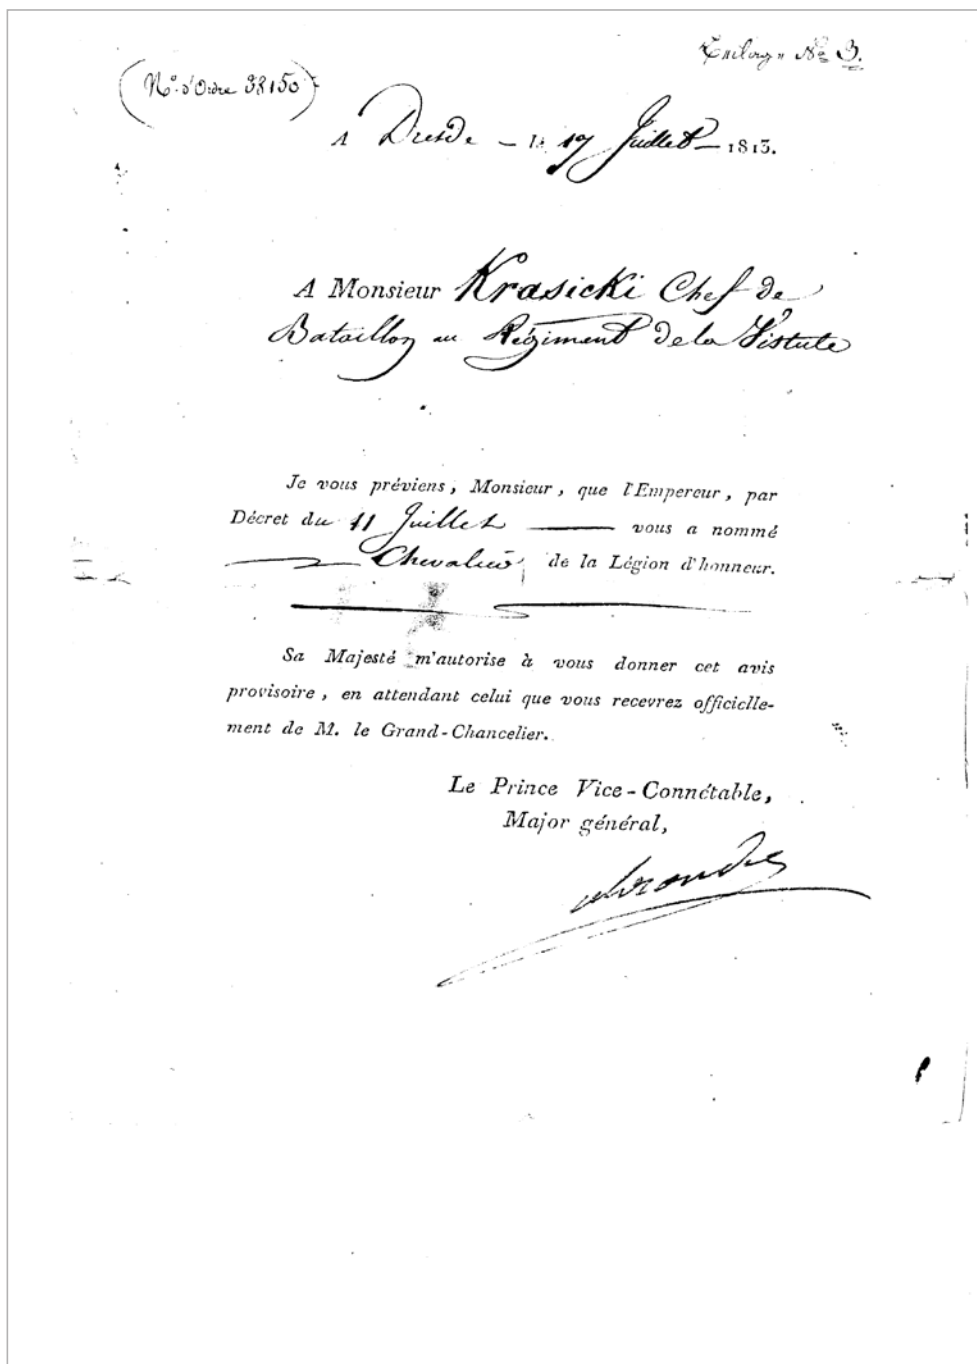 No. 3.
(No. d'Ordre 38150)
A Dresde — le 17 Juillet — 1813.
A Monsieur Krasicki Chef de
Bataillon au Régiment de la Vistule
Je vous préviens, Monsieur, que l'Empereur, par
Décret du 11 Juillet vous a nommé
Chevalier de la Légion d'honneur.
Sa Majesté m'autorise à vous donner cet avis
provisoire, en attendant celui que vous recevrez officielle-
ment de M. le Grand-Chancelier.
Le Prince Vice-Connétable,
Major général,